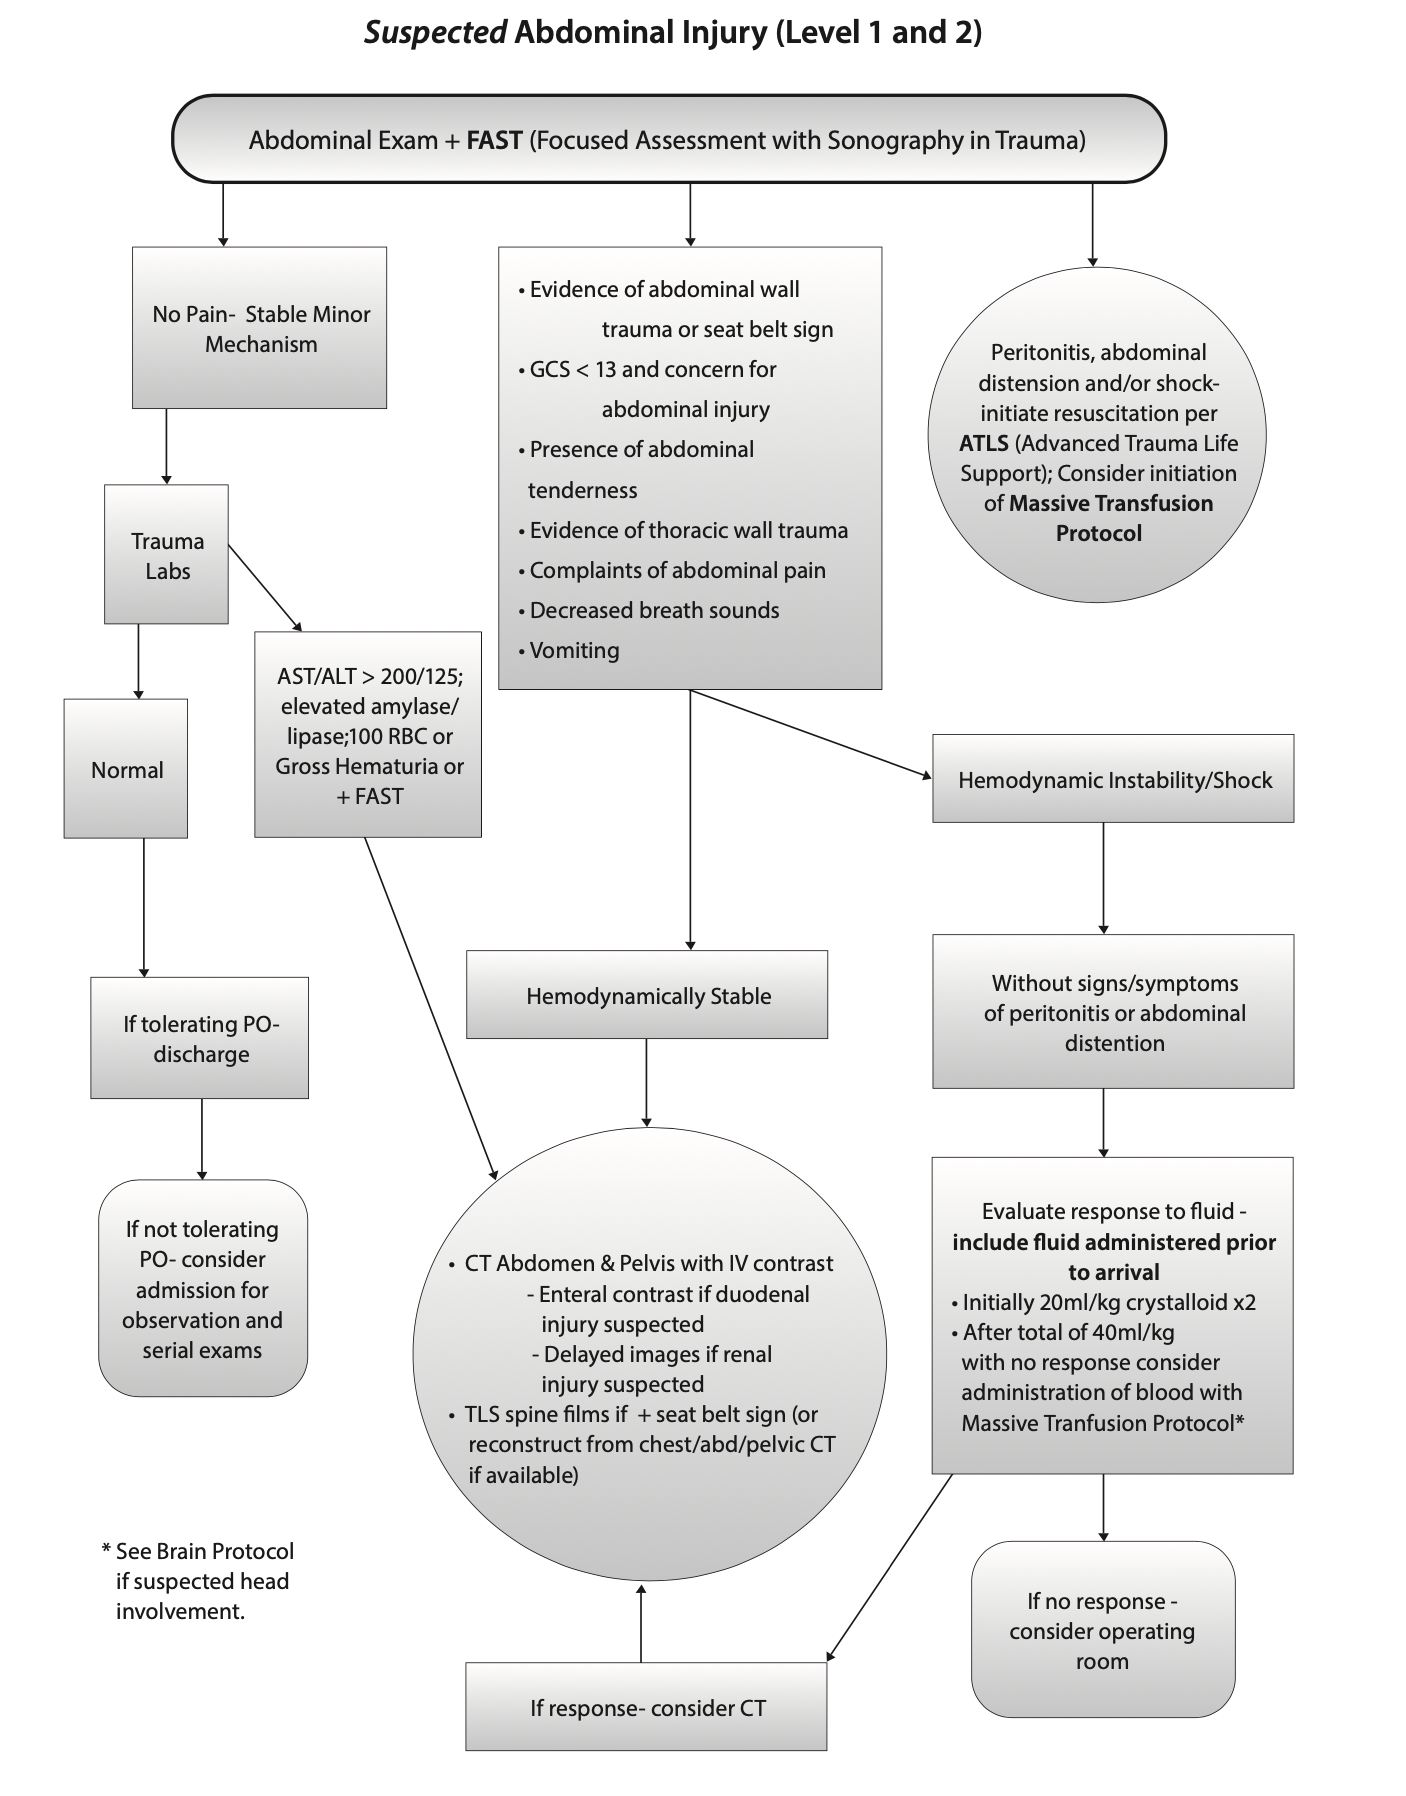 Suspected Abdominal Injury (Level 1 and 2)
Abdominal Exam + FAST (Focused Assessment with Sonography in Trauma)
No Pain- Stable Minor
Mechanism
• Evidence of abdominal wall
trauma or seat belt sign
• GCS < 13 and concern for
abdominal injury
• Presence of abdominal
tenderness
• Evidence of thoracic wall trauma
• Complaints of abdominal pain
• Decreased breath sounds
• Vomiting
Peritonitis, abdominal
distension and/or shock-
initiate resuscitation per
ATLS (Advanced Trauma Life
Support); Consider initiation
of Massive Transfusion
Protocol
Trauma
Labs
AST/ALT > 200/125;
elevated amylase/
lipase;100 RBC or
Gross Hematuria or
+ FAST
Normal
Hemodynamic Instability/Shock
If tolerating PO-
discharge
Hemodynamically Stable
Without signs/symptoms
of peritonitis or abdominal
distention
If not tolerating
PO- consider
admission for
observation and
serial exams
• CT Abdomen & Pelvis with IV contrast
- Enteral contrast if duodenal
injury suspected
- Delayed images if renal
injury suspected
• TLS spine films if + seat belt sign (or
reconstruct from chest/abd/pelvic CT
if available)
Evaluate response to fluid -
include fluid administered prior
to arrival
• Initially 20ml/kg crystalloid x2
• After total of 40ml/kg
with no response consider
administration of blood with
Massive Tranfusion Protocol*
* See Brain Protocol
if suspected head
involvement.
If no response -
consider operating
room
If response- consider CT